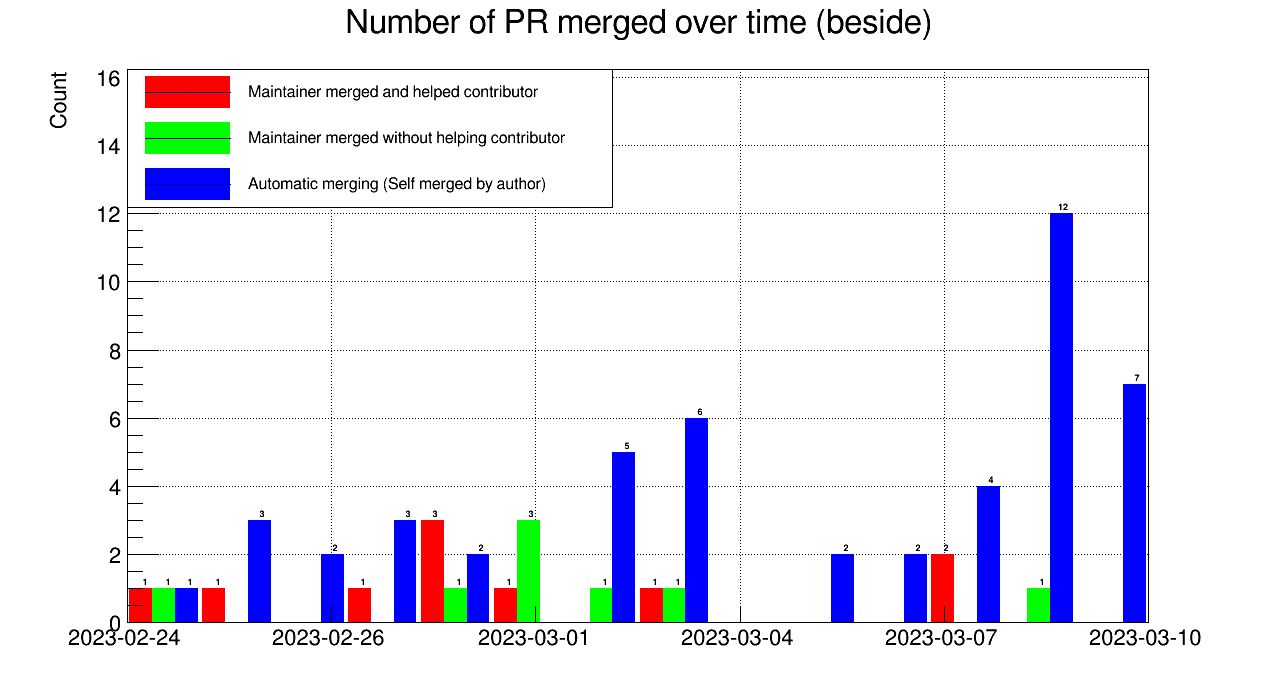 Number of PR merged over time (beside)
Count
16
14
12
10
8
6
4
2
0
Maintainer merged and helped contributor
Maintainer merged without helping contributor
Automatic merging (Self merged by author)
1 1 1 1 3 2 1 3 3 1 2 1 3 1 5 1 1 6 2 2 2 4 1 12 7
2023-02-24 2023-02-26 2023-03-01 2023-03-04 2023-03-07 2023-03-10